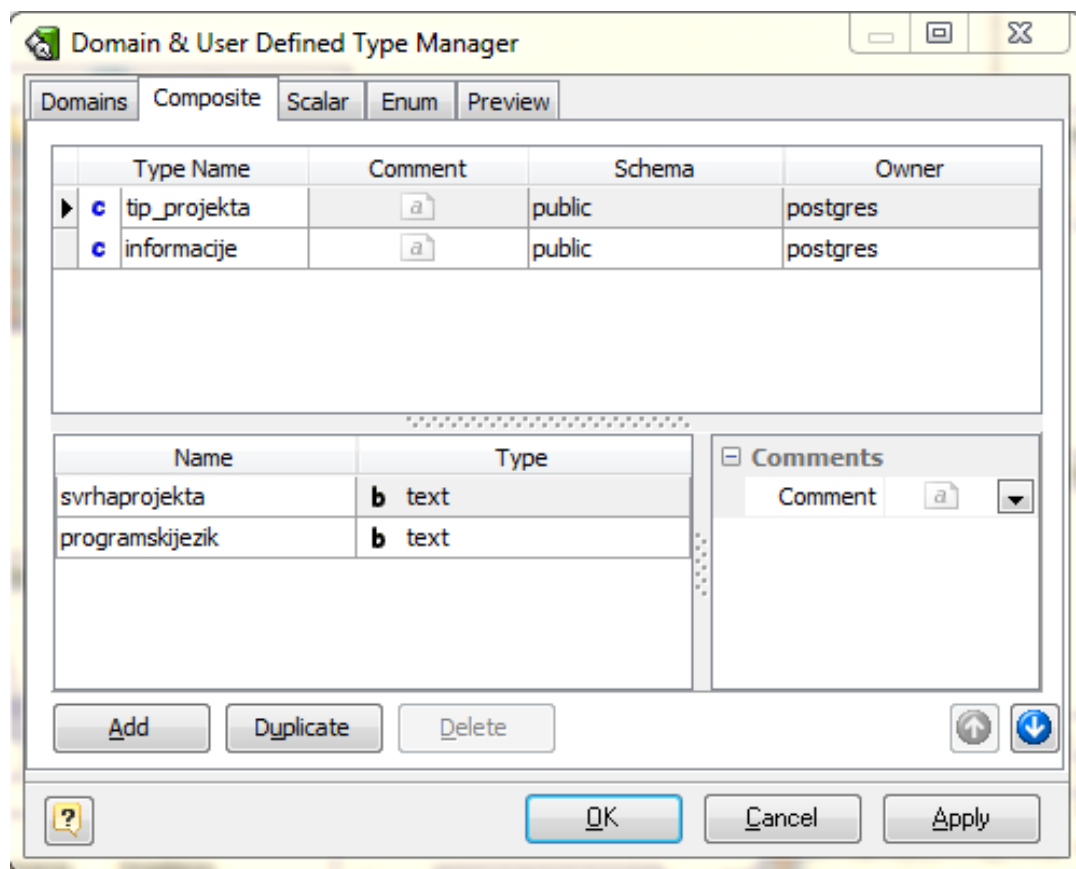 Domain & User Defined Type Manager
Domains Composite Scalar Enum Preview
Type Name Comment Schema Owner
c tip_projekta a public postgres
c informacije a public postgres
Name Type
svrhaprojekta b text
programskijezik b text
Comments
Comment a
Add Duplicate Delete
? OK Cancel Apply